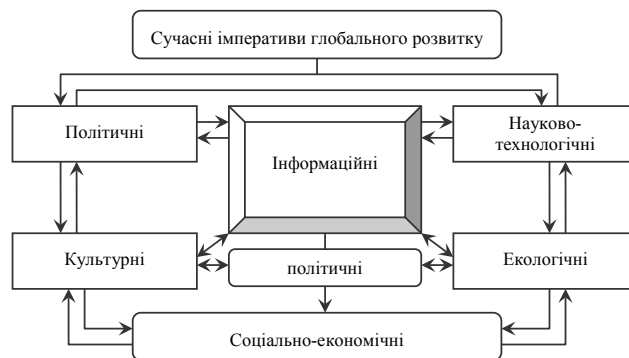 Сучасні імперативи глобального розвитку
Політичні
Інформаційні
Науково-
технологічні
Культурні
політичні
Екологічні
Соціально-економічні